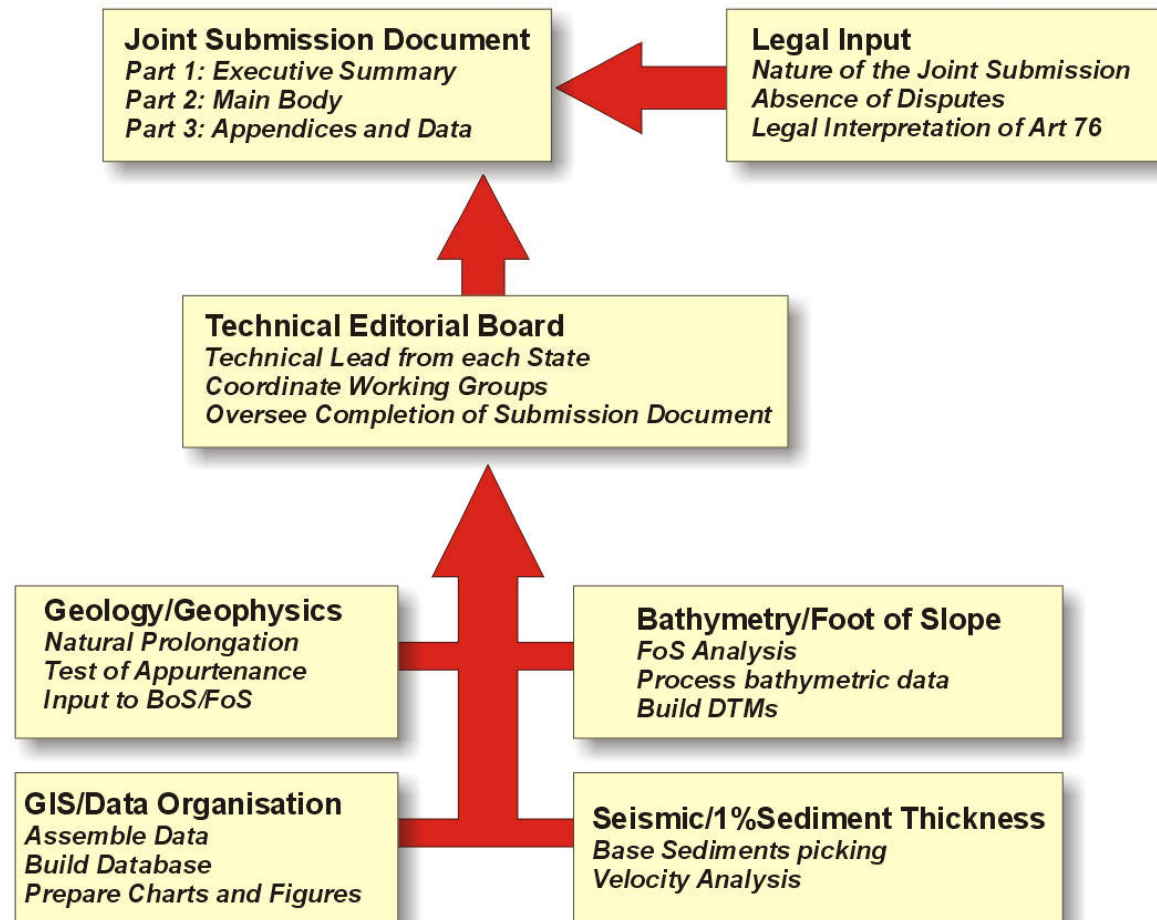 Joint Submission Document
Part 1: Executive Summary
Part 2: Main Body
Part 3: Appendices and Data
Legal Input
Nature of the Joint Submission
Absence of Disputes
Legal Interpretation of Art 76
Technical Editorial Board
Technical Lead from each State
Coordinate Working Groups
Oversee Completion of Submission Document
Geology/Geophysics
Natural Prolongation
Test of Appurtenance
Input to BoS/FoS
Bathymetry/Foot of Slope
FoS Analysis
Process bathymetric data
Build DTMs
GIS/Data Organisation
Assemble Data
Build Database
Prepare Charts and Figures
Seismic/1%Sediment Thickness
Base Sediments picking
Velocity Analysis